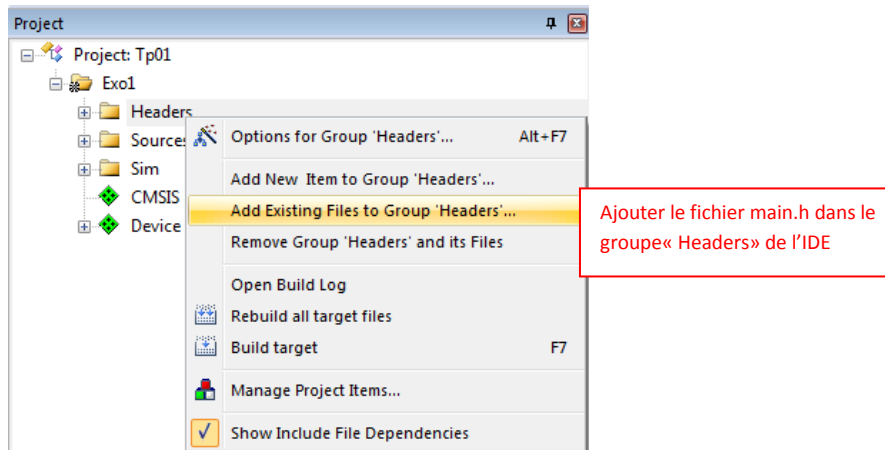 Project
Project: Tp01
Exo1
Headers
Source
Sim
CMSIS
Device
Options for Group 'Headers'... Alt+F7
Add New Item to Group 'Headers'...
Add Existing Files to Group 'Headers'...
Remove Group 'Headers' and its Files
Open Build Log
Rebuild all target files
Build target F7
Manage Project Items...
Show Include File Dependencies
Ajouter le fichier main.h dans le
groupe« Headers» de l’IDE